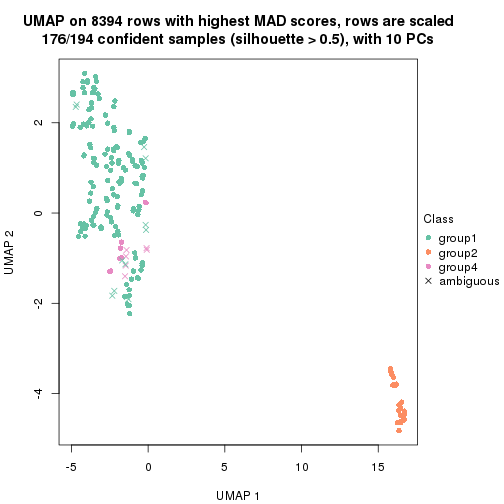 UMAP on 8394 rows with highest MAD scores, rows are scaled
176/194 confident samples (silhouette > 0.5), with 10 PCs
2
0
-2
-4
UMAP 2
-5
0
5
10
15
UMAP 1
Class
group1
group2
group4
ambiguous